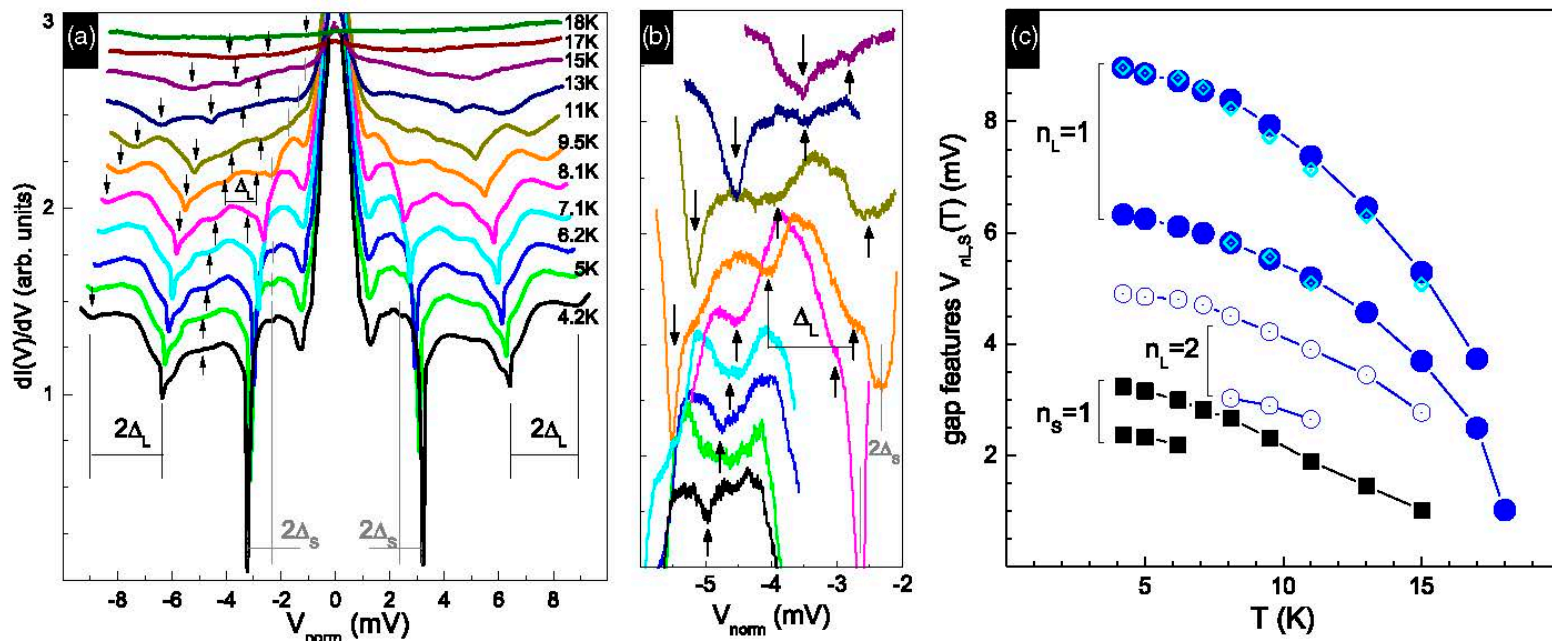 (a)
3
2
1
dI(V)/dV (arb. units)
18K
17K
15K
13K
11K
9.5K
8.1K
7.1K
6.2K
5K
4.2K
Δ_L
2Δ_L
2Δ_L
2Δ_S
2Δ_S
-8 -6 -4 -2 0 2 4 6 8
V_norm (mV)
(b)
Δ_L
2Δ_S
-5 -4 -3 -2
V_norm (mV)
(c)
8
6
4
2
gap features V_nL,S(T) (mV)
n_L=1
n_L=2
n_S=1
5 10 15
T (K)